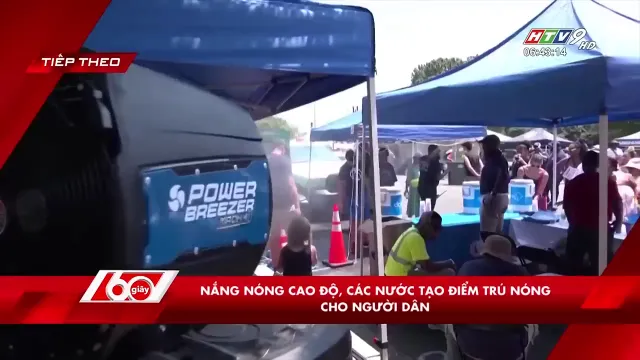 TIẾP THEO
HTV9 HD
06:43:14
POWER
BREEZER
60 giây
NẮNG NÓNG CAO ĐỘ, CÁC NƯỚC TẠO ĐIỂM TRÚ NÓNG
CHO NGƯỜI DÂN